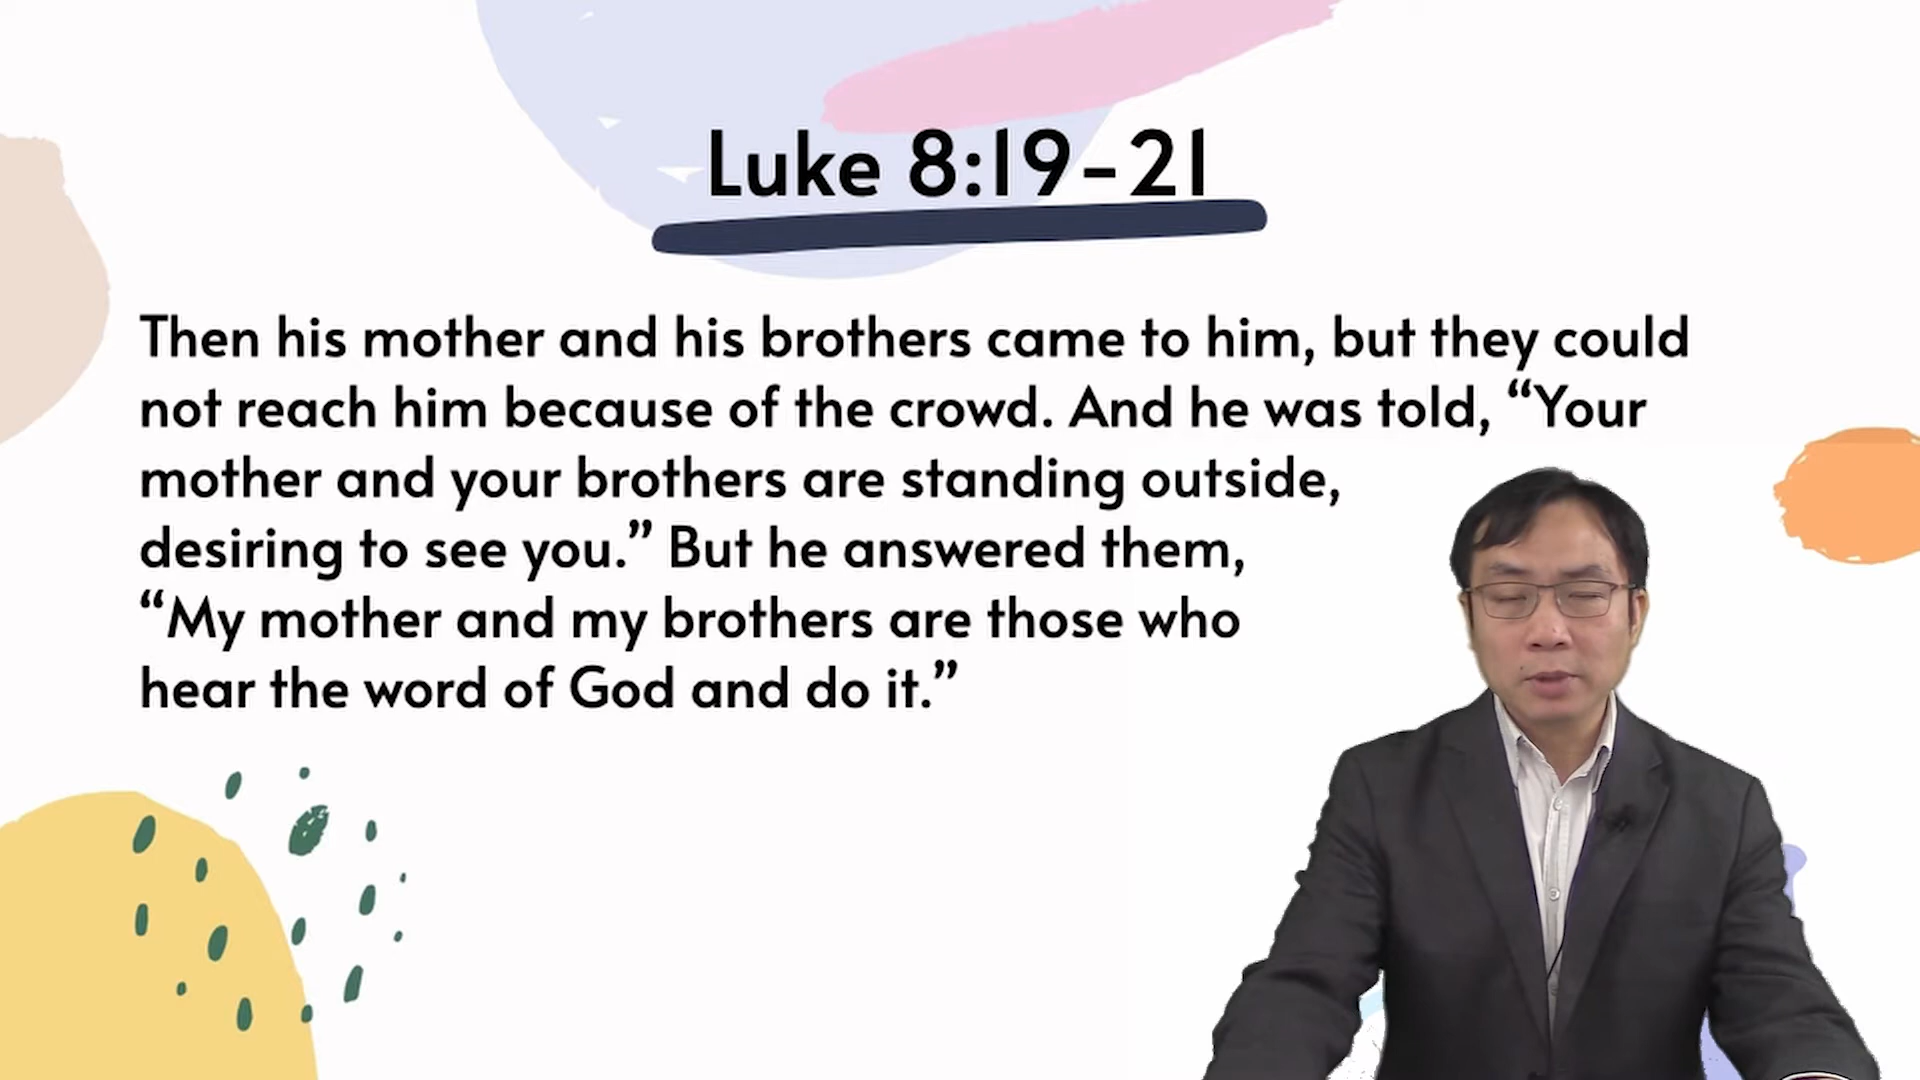 Luke 8:19-21
Then his mother and his brothers came to him, but they could
not reach him because of the crowd. And he was told, “Your
mother and your brothers are standing outside,
desiring to see you.” But he answered them,
“My mother and my brothers are those who
hear the word of God and do it.”